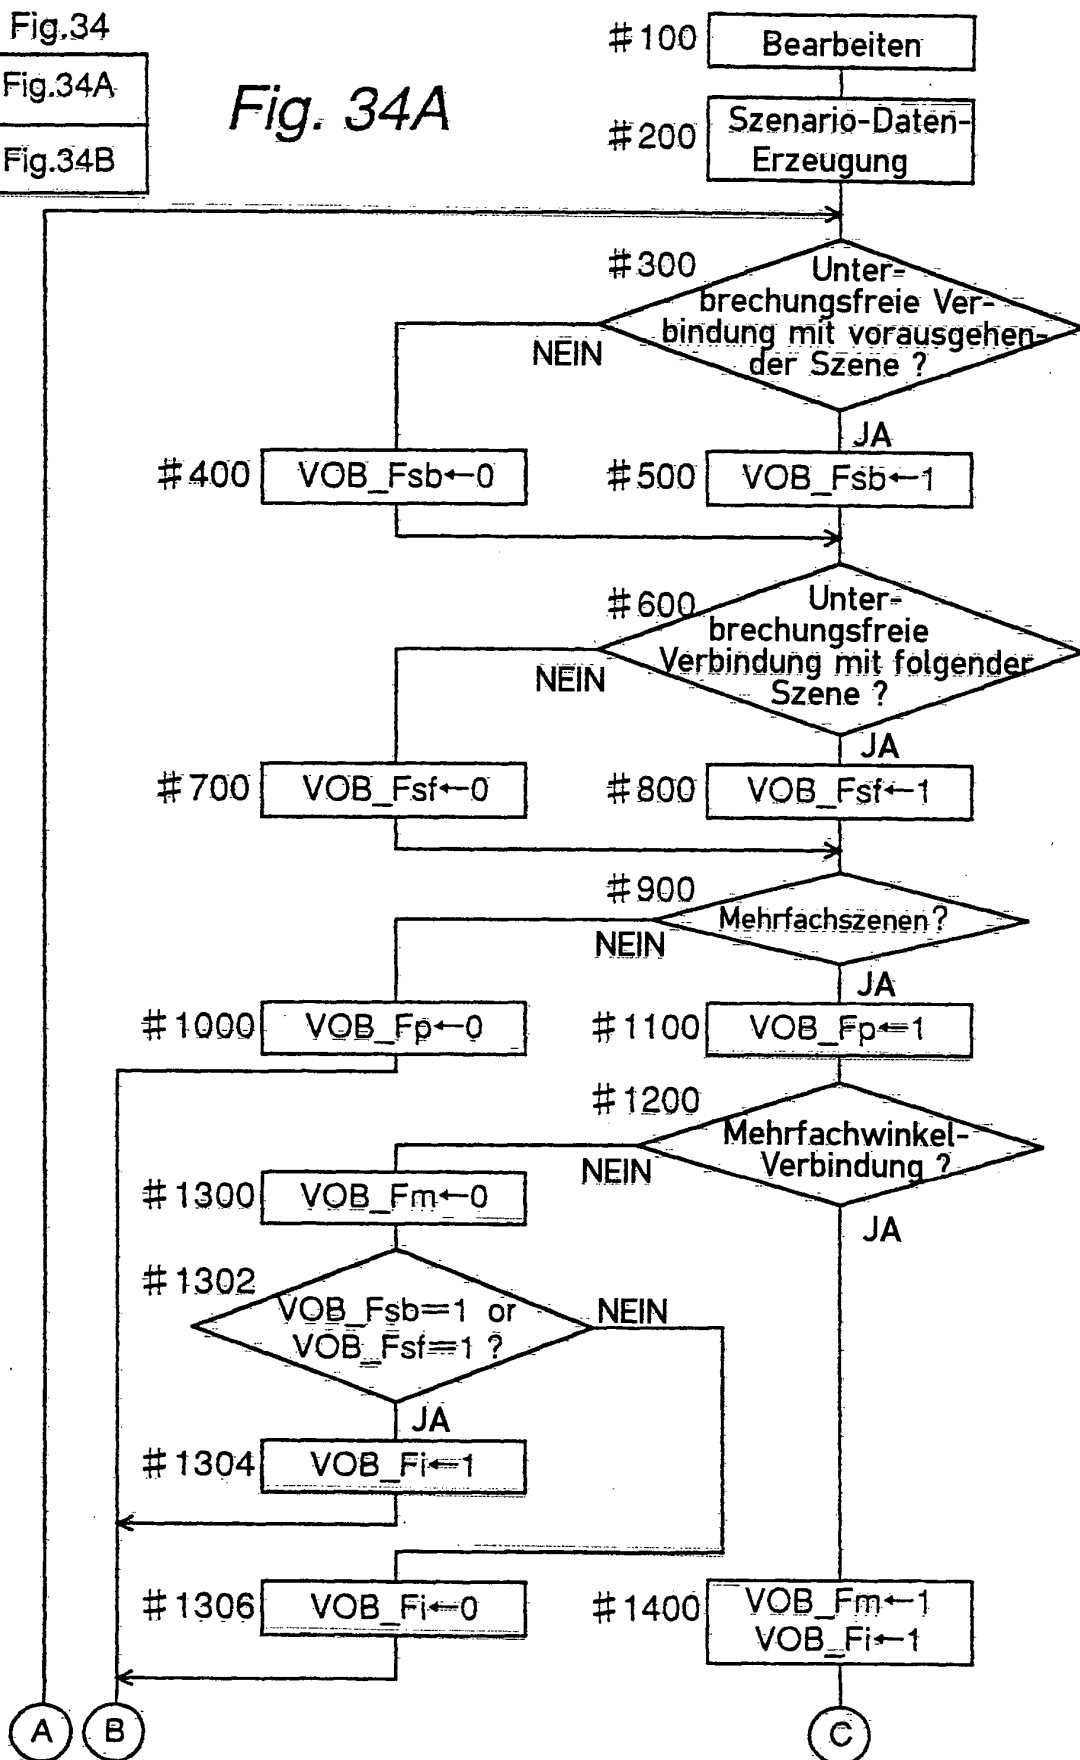 Fig.34
Fig.34A
Fig.34B
Fig. 34A
#100
Bearbeiten
#200
Szenario-Daten-
Erzeugung
#300
Unter-
brechungsfreie Ver-
bindung mit vorausgehen-
der Szene ?
NEIN
JA
#400
VOB_Fsb←0
#500
VOB_Fsb←1
#600
Unter-
brechungsfreie
Verbindung mit folgender
Szene ?
NEIN
JA
#700
VOB_Fsf←0
#800
VOB_Fsf←1
#900
Mehrfachszenen?
NEIN
JA
#1000
VOB_Fp←0
#1100
VOB_Fp←1
#1200
Mehrfachwinkel-
Verbindung ?
NEIN
JA
#1300
VOB_Fm←0
#1302
VOB_Fsb=1 or
VOB_Fsf=1 ?
NEIN
JA
#1304
VOB_Fi←1
#1306
VOB_Fi←0
#1400
VOB_Fm←1
VOB_Fi←1
A
B
C